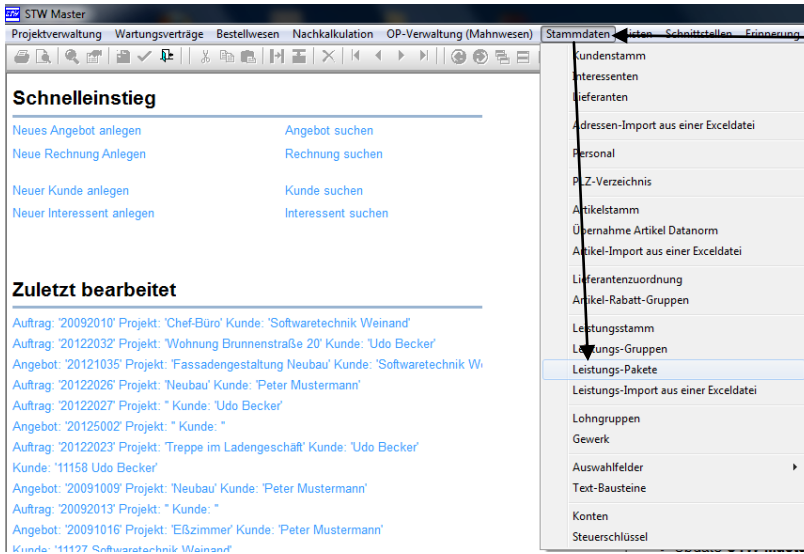 STW Master
Projektverwaltung Wartungsverträge Bestellwesen Nachkalkulation OP-Verwaltung (Mahnwesen) Stammdaten Listen Schnittstellen Erinnerung
Schnelleinstieg
Neues Angebot anlegen Angebot suchen
Neue Rechnung Anlegen Rechnung suchen
Neuer Kunde anlegen Kunde suchen
Neuer Interessent anlegen Interessent suchen
Zuletzt bearbeitet
Auftrag: '20092010' Projekt: 'Chef-Büro' Kunde: 'Softwaretechnik Weinand'
Auftrag: '20122032' Projekt: 'Wohnung Brunnenstraße 20' Kunde: 'Udo Becker'
Angebot: '20121035' Projekt: 'Fassadengestaltung Neubau' Kunde: 'Softwaretechnik We
Auftrag: '20122026' Projekt: 'Neubau' Kunde: 'Peter Mustermann'
Auftrag: '20122027' Projekt: '' Kunde: 'Udo Becker'
Angebot: '20125002' Projekt: '' Kunde: ''
Auftrag: '20122023' Projekt: 'Treppe im Ladengeschäft' Kunde: 'Udo Becker'
Kunde: '11158 Udo Becker'
Angebot: '20091009' Projekt: 'Neubau' Kunde: 'Peter Mustermann'
Auftrag: '20092013' Projekt: '' Kunde: ''
Angebot: '20091016' Projekt: 'Eßzimmer' Kunde: 'Peter Mustermann'
Kunde: '11127 Softwaretechnik Weinand'
Kundenstamm
Interessenten
Lieferanten
Adressen-Import aus einer Exceldatei
Personal
PLZ-Verzeichnis
Artikelstamm
Übernahme Artikel Datanorm
Artikel-Import aus einer Exceldatei
Lieferantenzuordnung
Artikel-Rabatt-Gruppen
Leistungsstamm
Leistungs-Gruppen
Leistungs-Pakete
Leistungs-Import aus einer Exceldatei
Lohngruppen
Gewerk
Auswahlfelder
Text-Bausteine
Konten
Steuerschlüssel